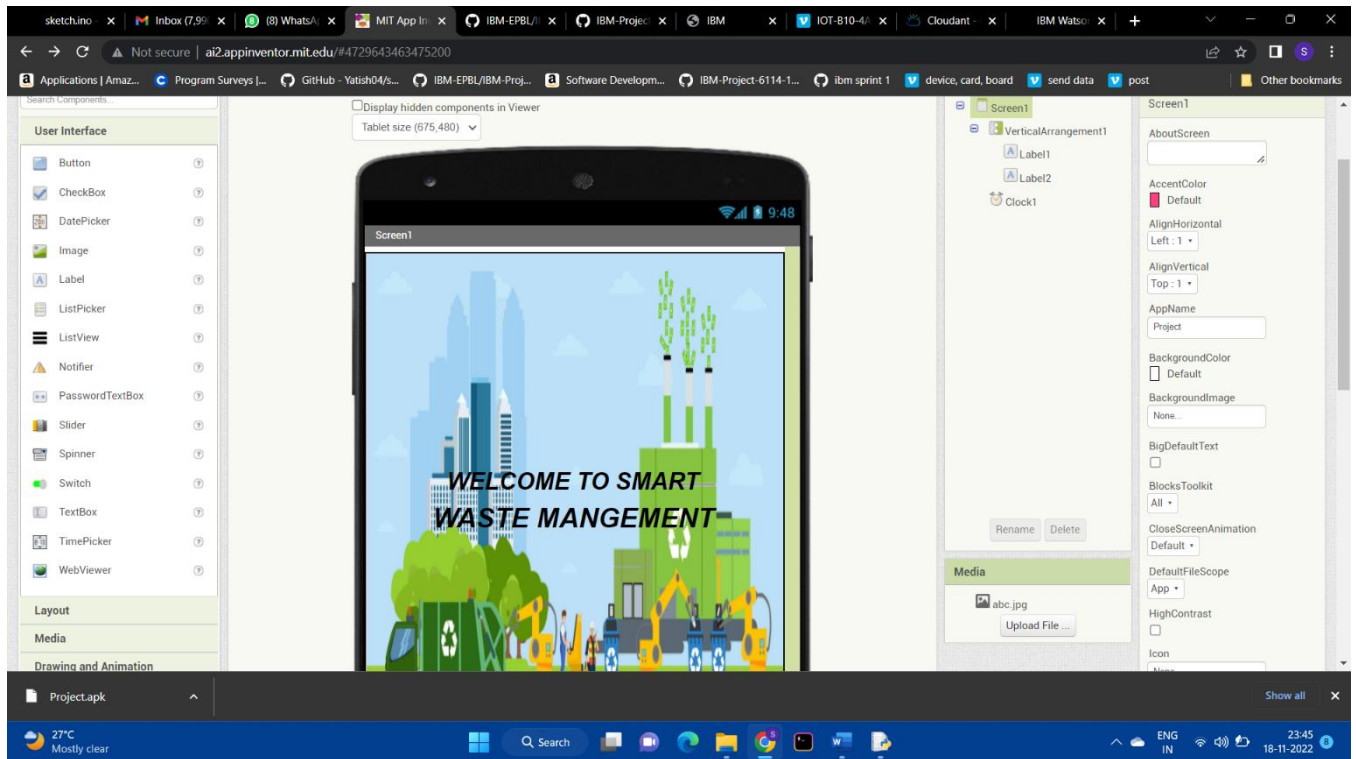 sketch.ino -
Inbox (7,99
(8) WhatsA
MIT App In
IBM-EPBL/I
IBM-Project
IBM
IOT-B10-4A
Cloudant -
IBM Watso
Not secure | ai2.appinventor.mit.edu/#4729643463475200
S
Applications | Amaz...
Program Surveys |...
GitHub - Yatish04/s...
IBM-EPBL/IBM-Proj...
Software Developm...
IBM-Project-6114-1...
ibm sprint 1
device, card, board
send data
post
Other bookmarks
Search Components...
User Interface
Button
CheckBox
DatePicker
Image
Label
ListPicker
ListView
Notifier
PasswordTextBox
Slider
Spinner
Switch
TextBox
TimePicker
WebViewer
Layout
Media
Drawing and Animation
Display hidden components in Viewer
Tablet size (675,480)
9:48
Screen1
WELCOME TO SMART
WASTE MANGEMENT
Screen1
VerticalArrangement1
Label1
Label2
Clock1
Rename
Delete
Media
abc.jpg
Upload File ...
Screen1
AboutScreen
AccentColor
Default
AlignHorizontal
Left : 1
AlignVertical
Top : 1
AppName
Project
BackgroundColor
Default
BackgroundImage
None...
BigDefaultText
BlocksToolkit
All
CloseScreenAnimation
Default
DefaultFileScope
App
HighContrast
Icon
Project.apk
Show all
27°C
Mostly clear
Search
ENG
IN
23:45
18-11-2022
8